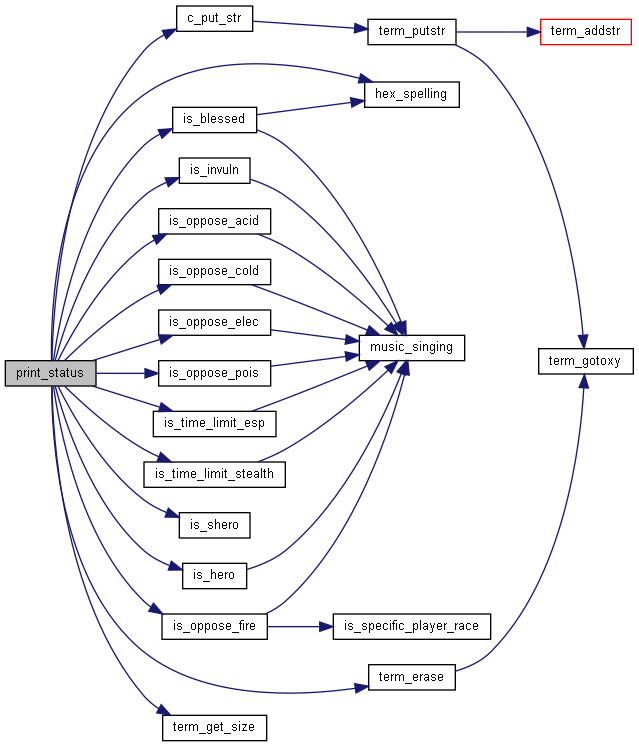 c_put_str
term_putstr
term_addstr
hex_spelling
is_blessed
is_invuln
is_oppose_acid
is_oppose_cold
is_oppose_elec
music_singing
term_gotoxy
print_status
is_oppose_pois
is_time_limit_esp
is_time_limit_stealth
is_shero
is_hero
is_oppose_fire
is_specific_player_race
term_erase
term_get_size